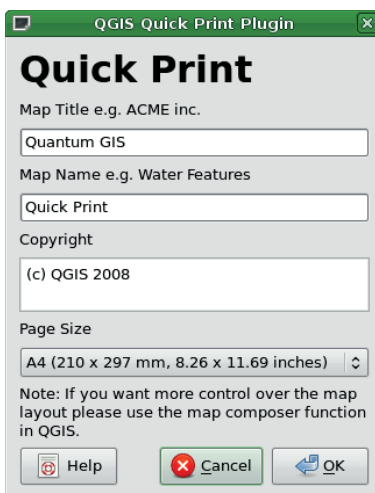 QGIS Quick Print Plugin
Quick Print
Map Title e.g. ACME inc.
Quantum GIS
Map Name e.g. Water Features
Quick Print
Copyright
(c) QGIS 2008
Page Size
A4 (210 x 297 mm, 8.26 x 11.69 inches)
Note: If you want more control over the map
layout please use the map composer function
in QGIS.
Help Cancel OK